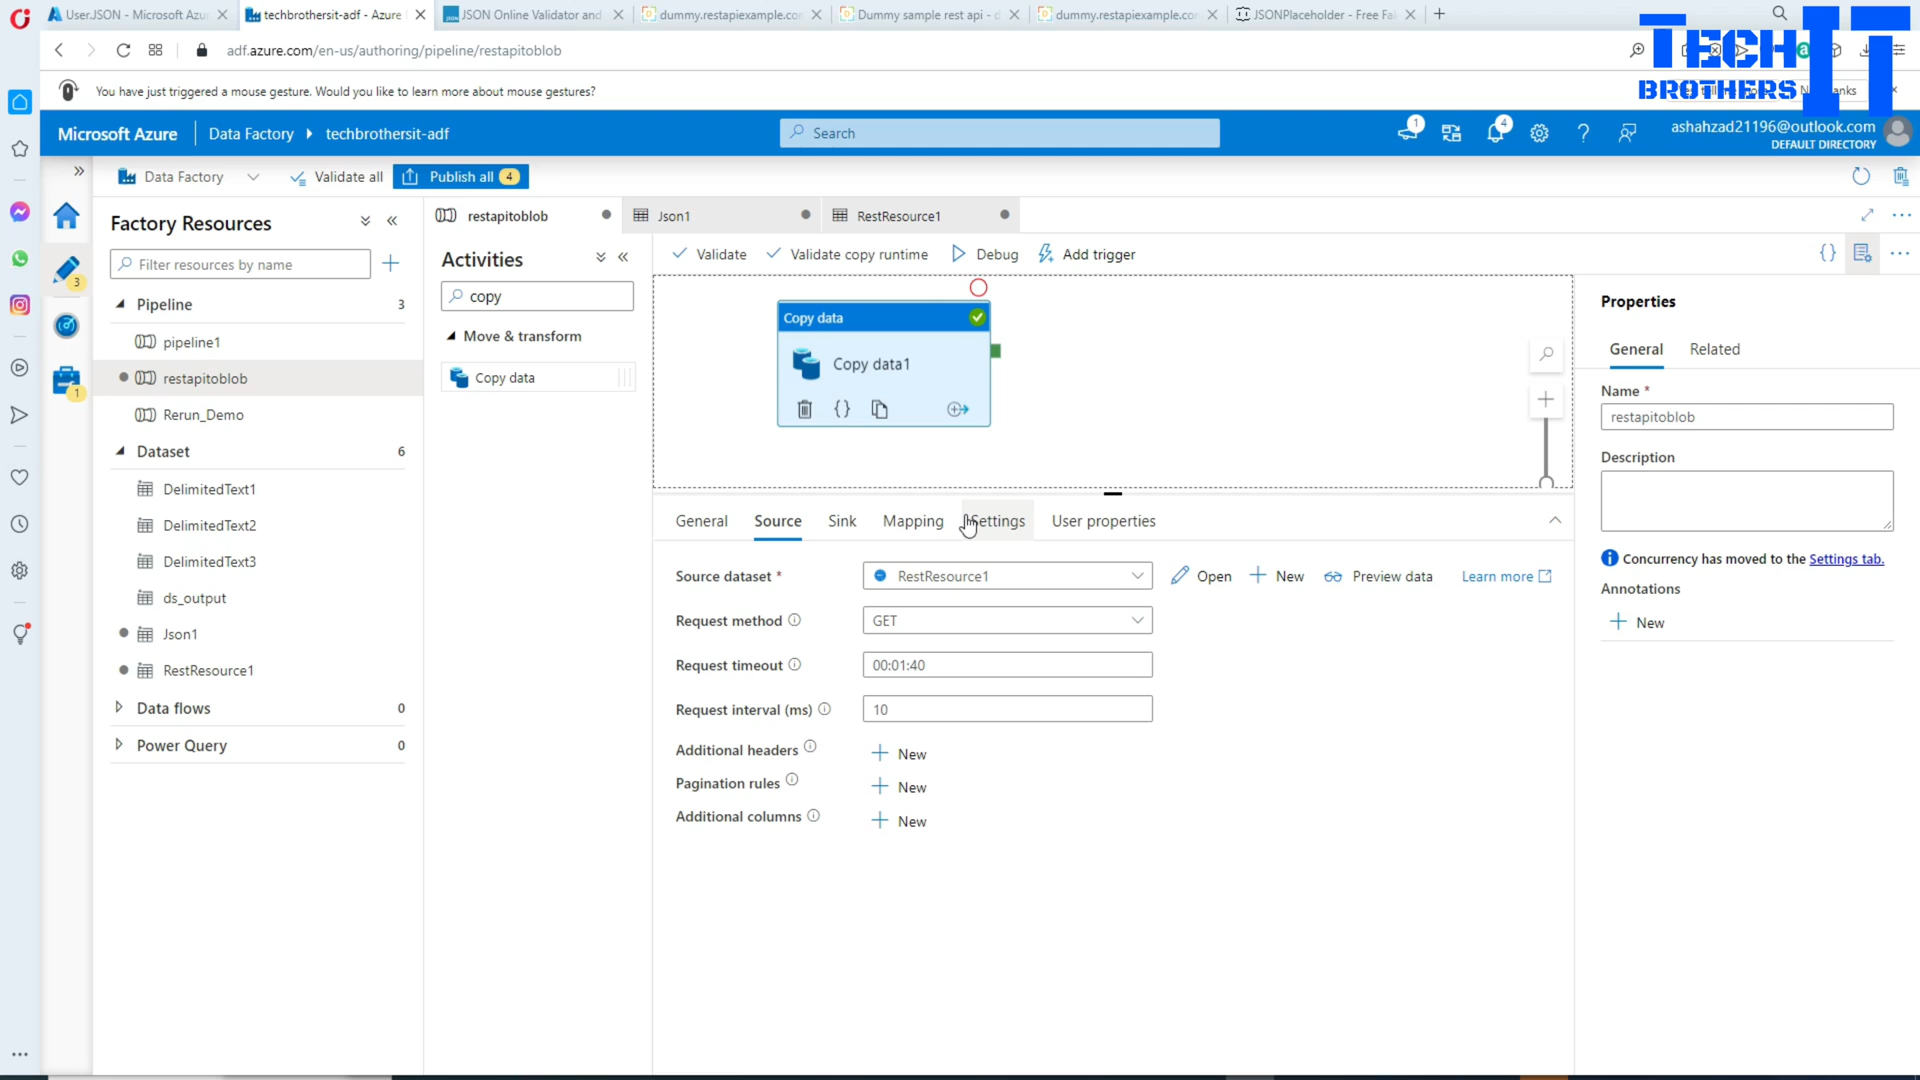 User.JSON - Microsoft Azu
techbrothersit-adf - Azure
JSON Online Validator and
dummy.restapiexample.co
Dummy sample rest api - d
dummy.restapiexample.co
JSONPlaceholder - Free Fa
adf.azure.com/en-us/authoring/pipeline/restapitoblob
You have just triggered a mouse gesture. Would you like to learn more about mouse gestures?
TECH IT
BROTHERS
Microsoft Azure
Data Factory
techbrothersit-adf
Search
1
4
ashahzad21196@outlook.com
DEFAULT DIRECTORY
Data Factory
Validate all
Publish all
4
Factory Resources
Filter resources by name
Pipeline
3
pipeline1
restapitoblob
Rerun_Demo
Dataset
6
DelimitedText1
DelimitedText2
DelimitedText3
ds_output
Json1
RestResource1
Data flows
0
Power Query
0
3
1
restapitoblob
Json1
RestResource1
Activities
copy
Move & transform
Copy data
Validate
Validate copy runtime
Debug
Add trigger
Copy data
Copy data1
General
Source
Sink
Mapping
Settings
User properties
Source dataset *
RestResource1
Open
New
Preview data
Learn more
Request method
GET
Request timeout
00:01:40
Request interval (ms)
10
Additional headers
New
Pagination rules
New
Additional columns
New
Properties
General
Related
Name *
restapitoblob
Description
Concurrency has moved to the Settings tab.
Annotations
New